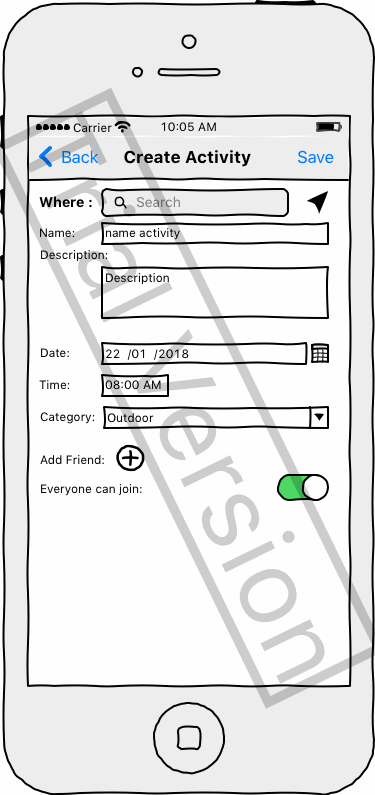 Carrier 10:05 AM
Back Create Activity Save
Where : Search
Name: name activity
Description:
Description
Date: 22 /01 /2018
Time: 08:00 AM
Category: Outdoor
Add Friend:
Everyone can join:
Trial Version